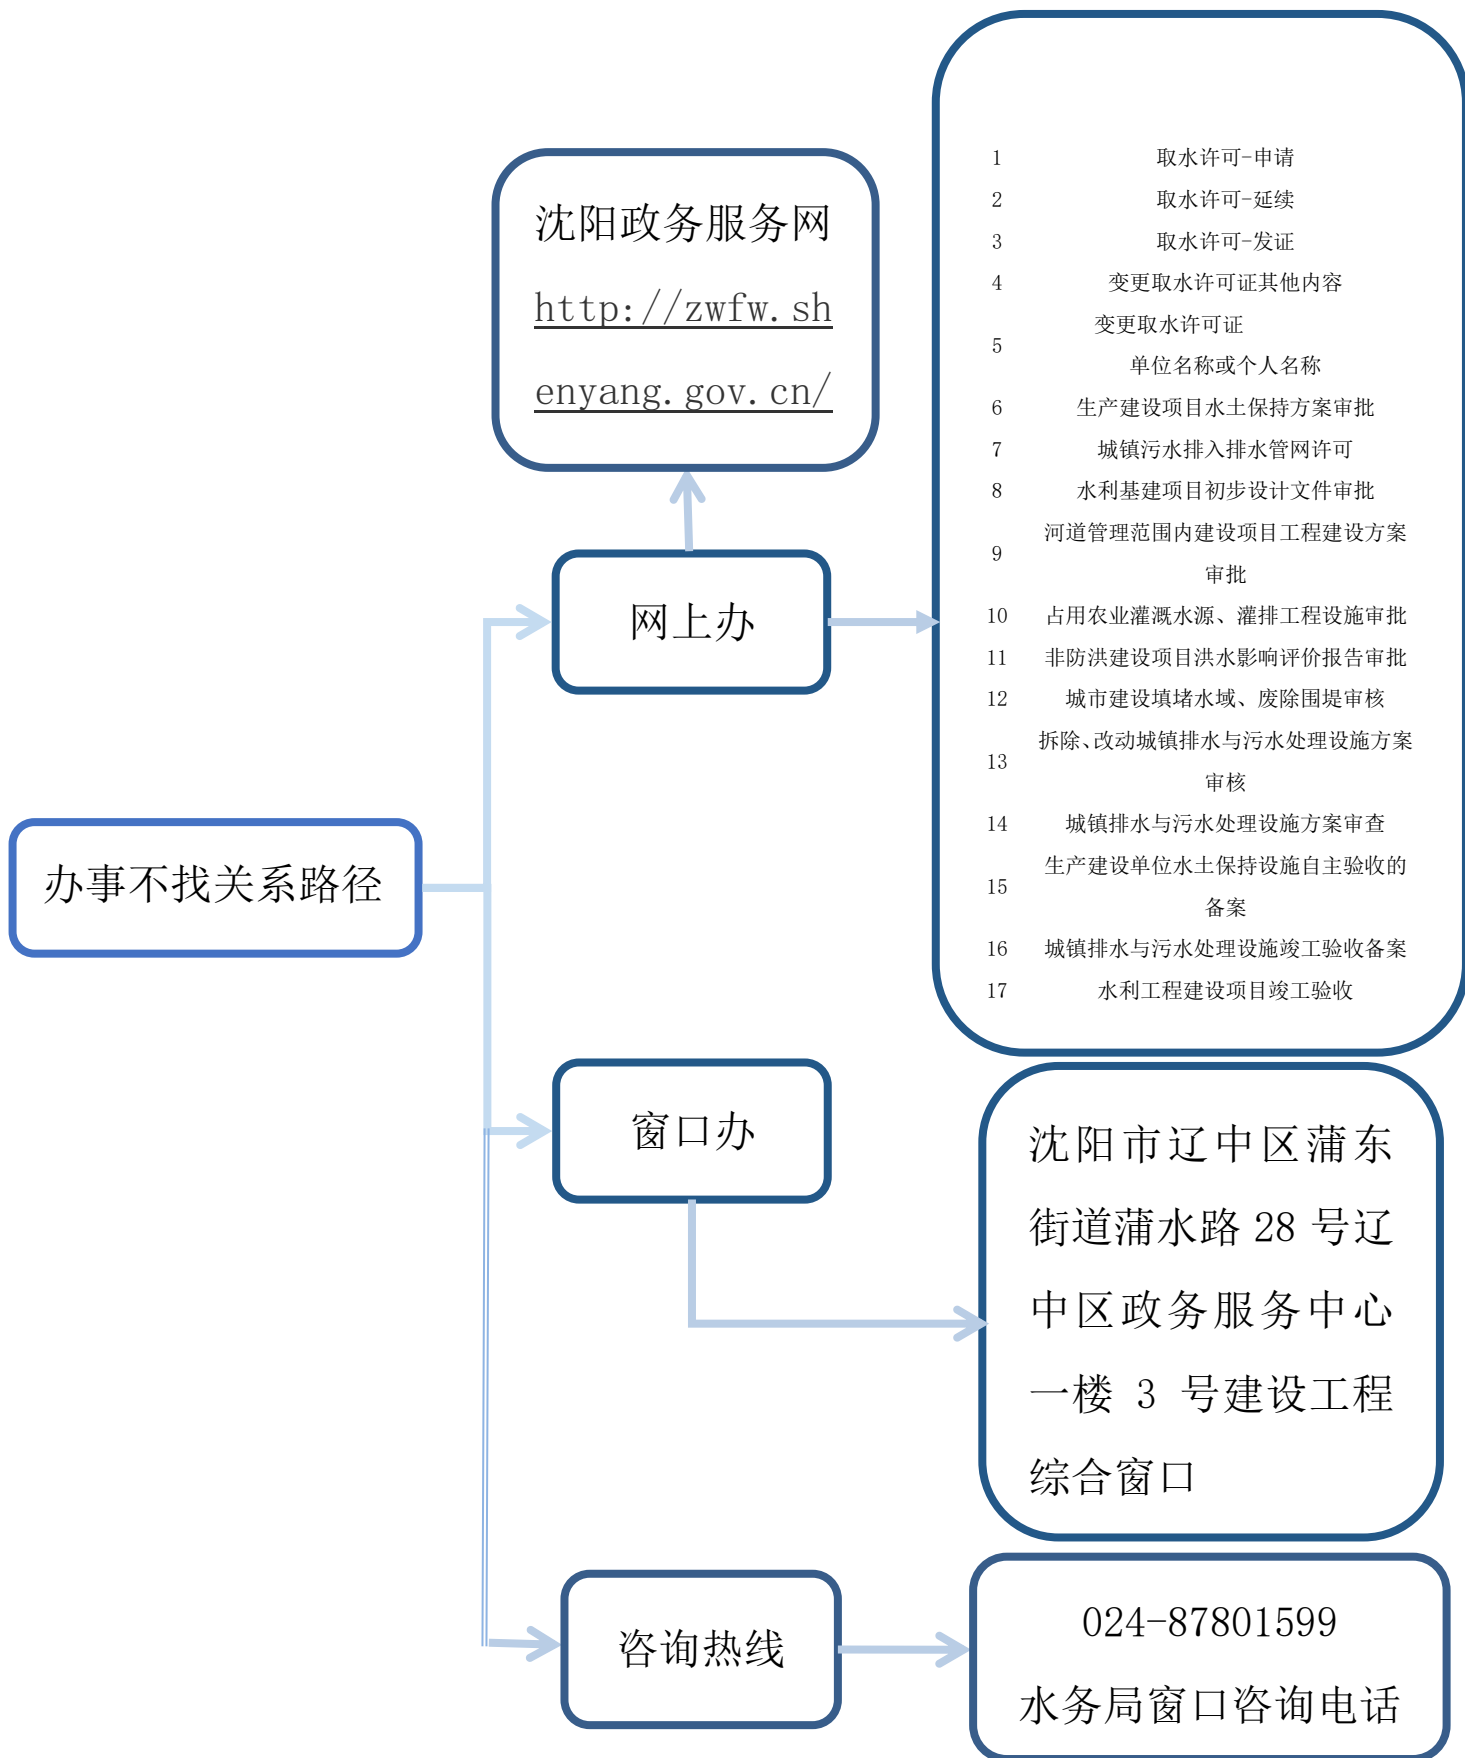 沈阳政务服务网
http://zwfw.sh
enyang.gov.cn/
1 取水许可-申请
2 取水许可-延续
3 取水许可-发证
4 变更取水许可证其他内容
5 变更取水许可证
单位名称或个人名称
6 生产建设项目水土保持方案审批
7 城镇污水排入排水管网许可
8 水利基建项目初步设计文件审批
9 河道管理范围内建设项目工程建设方案
审批
10 占用农业灌溉水源、灌排工程设施审批
11 非防洪建设项目洪水影响评价报告审批
12 城市建设填堵水域、废除围堤审核
13 拆除、改动城镇排水与污水处理设施方案
审核
14 城镇排水与污水处理设施方案审查
15 生产建设单位水土保持设施自主验收的
备案
16 城镇排水与污水处理设施竣工验收备案
17 水利工程建设项目竣工验收
网上办
办事不找关系路径
窗口办
沈阳市辽中区蒲东
街道蒲水路 28 号辽
中区政务服务中心
一楼 3 号建设工程
综合窗口
咨询热线
024-87801599
水务局窗口咨询电话